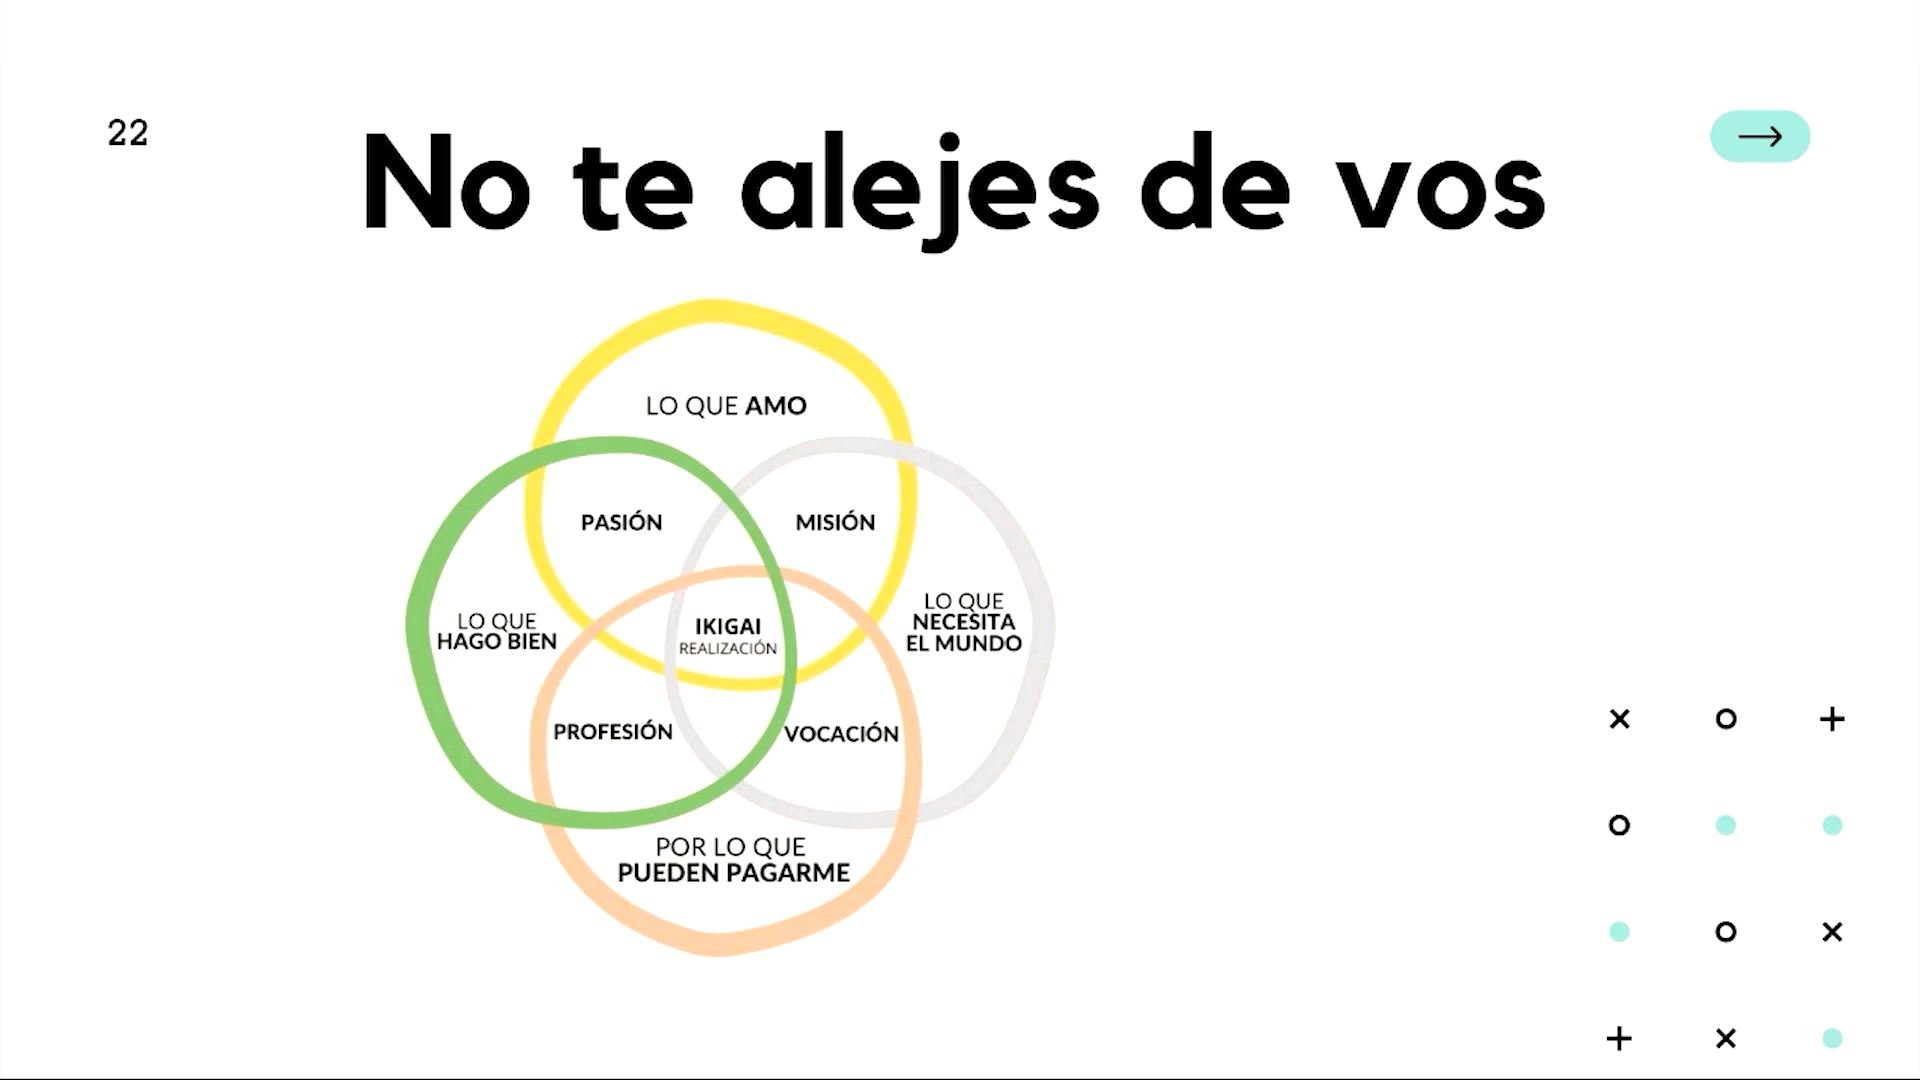 22
No te alejes de vos
LO QUE AMO
PASIÓN
MISIÓN
LO QUE
HAGO BIEN
IKIGAI
REALIZACIÓN
LO QUE
NECESITA
EL MUNDO
PROFESIÓN
VOCACIÓN
POR LO QUE
PUEDEN PAGARME